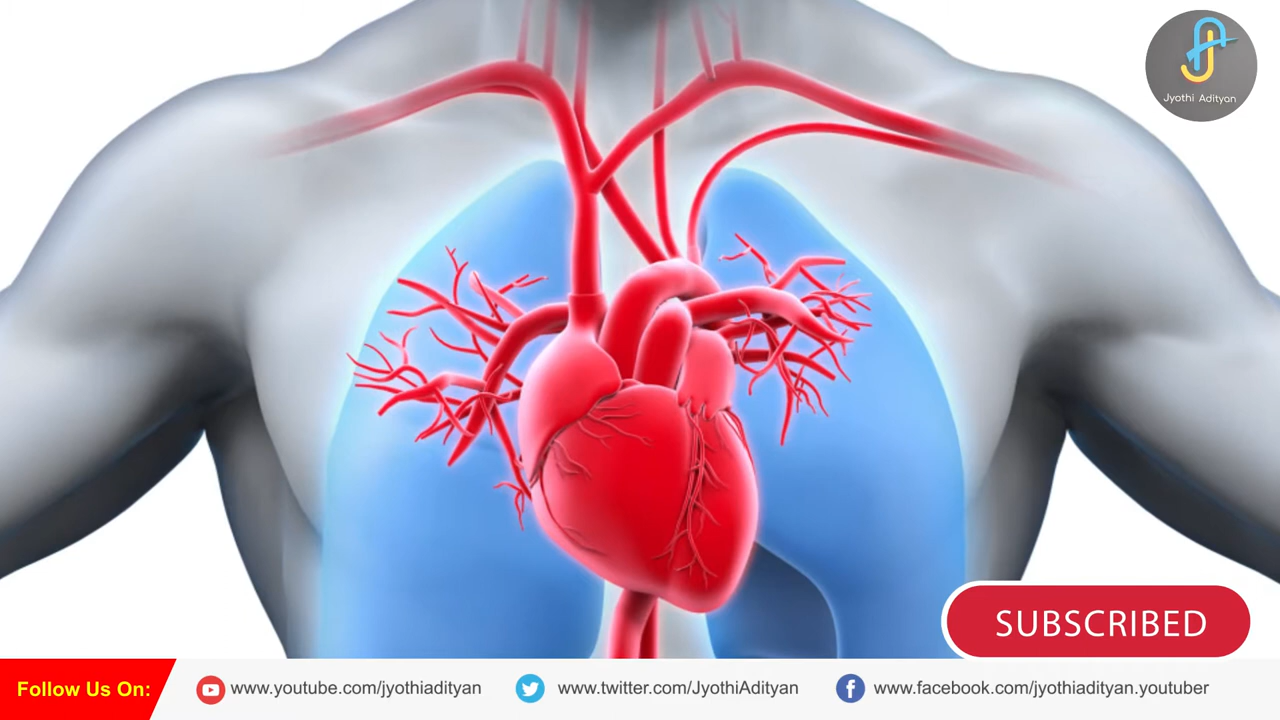 Jyothi Adityan
SUBSCRIBED
Follow Us On:
www.youtube.com/jyothiadityan
www.twitter.com/JyothiAdityan
www.facebook.com/jyothiadityan.youtuber